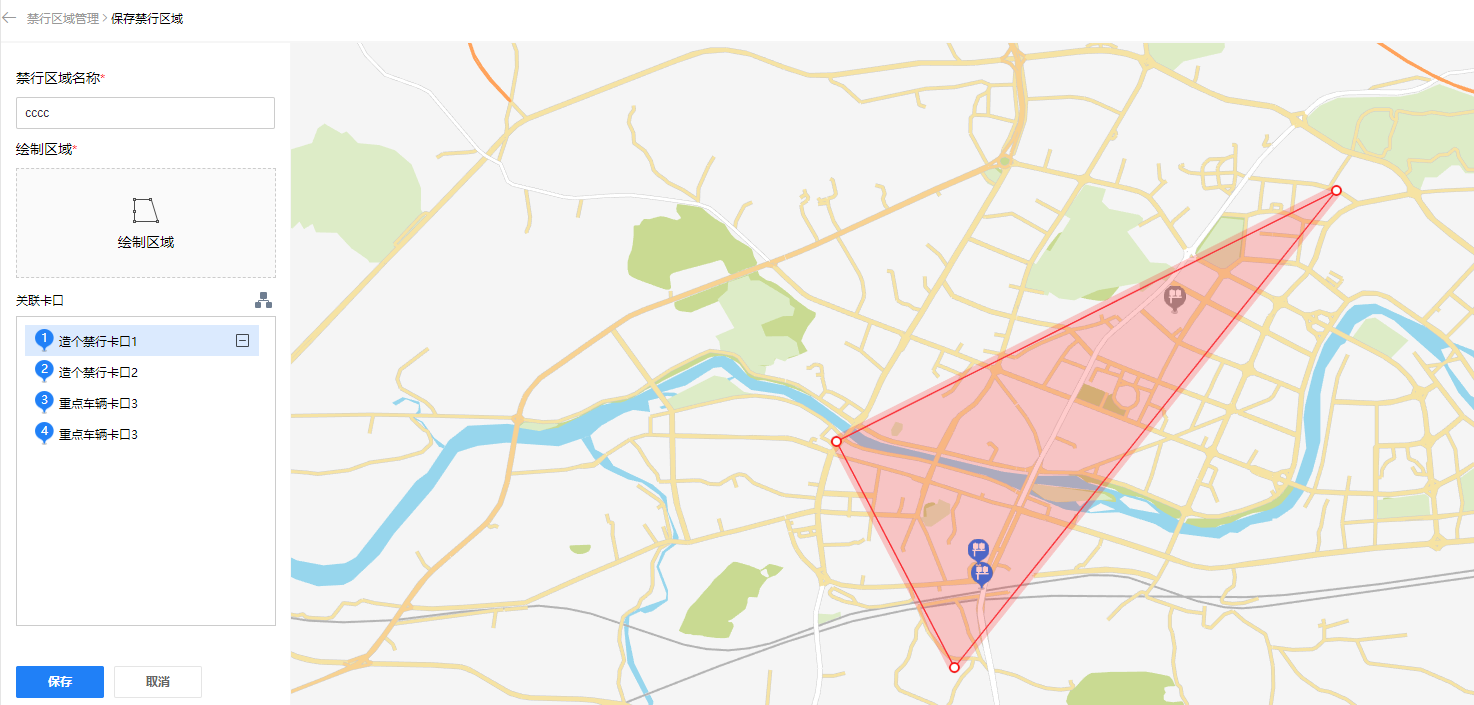 禁行区域管理 > 保存禁行区域
禁行区域名称*
cccc
绘制区域*
绘制区域
关联卡口
1 造个禁行卡口1
2 造个禁行卡口2
3 重点车辆卡口3
4 重点车辆卡口3
保存 取消